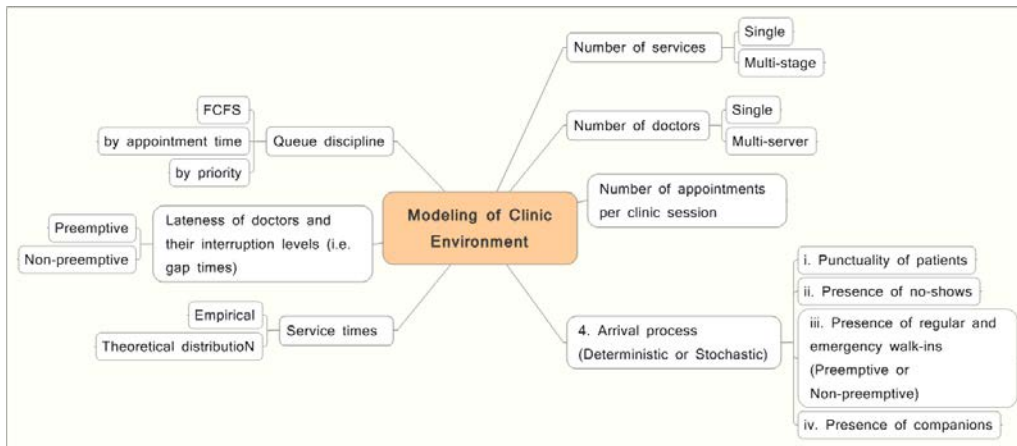 Modeling of Clinic
Environment
Number of services
Single
Multi-stage
Number of doctors
Single
Multi-server
Number of appointments
per clinic session
4. Arrival process
(Deterministic or Stochastic)
i. Punctuality of patients
ii. Presence of no-shows
iii. Presence of regular and
emergency walk-ins
(Preemptive or
Non-preemptive)
iv. Presence of companions
Queue discipline
FCFS
by appointment time
by priority
Lateness of doctors and
their interruption levels (i.e.
gap times)
Preemptive
Non-preemptive
Service times
Empirical
Theoretical distributioN